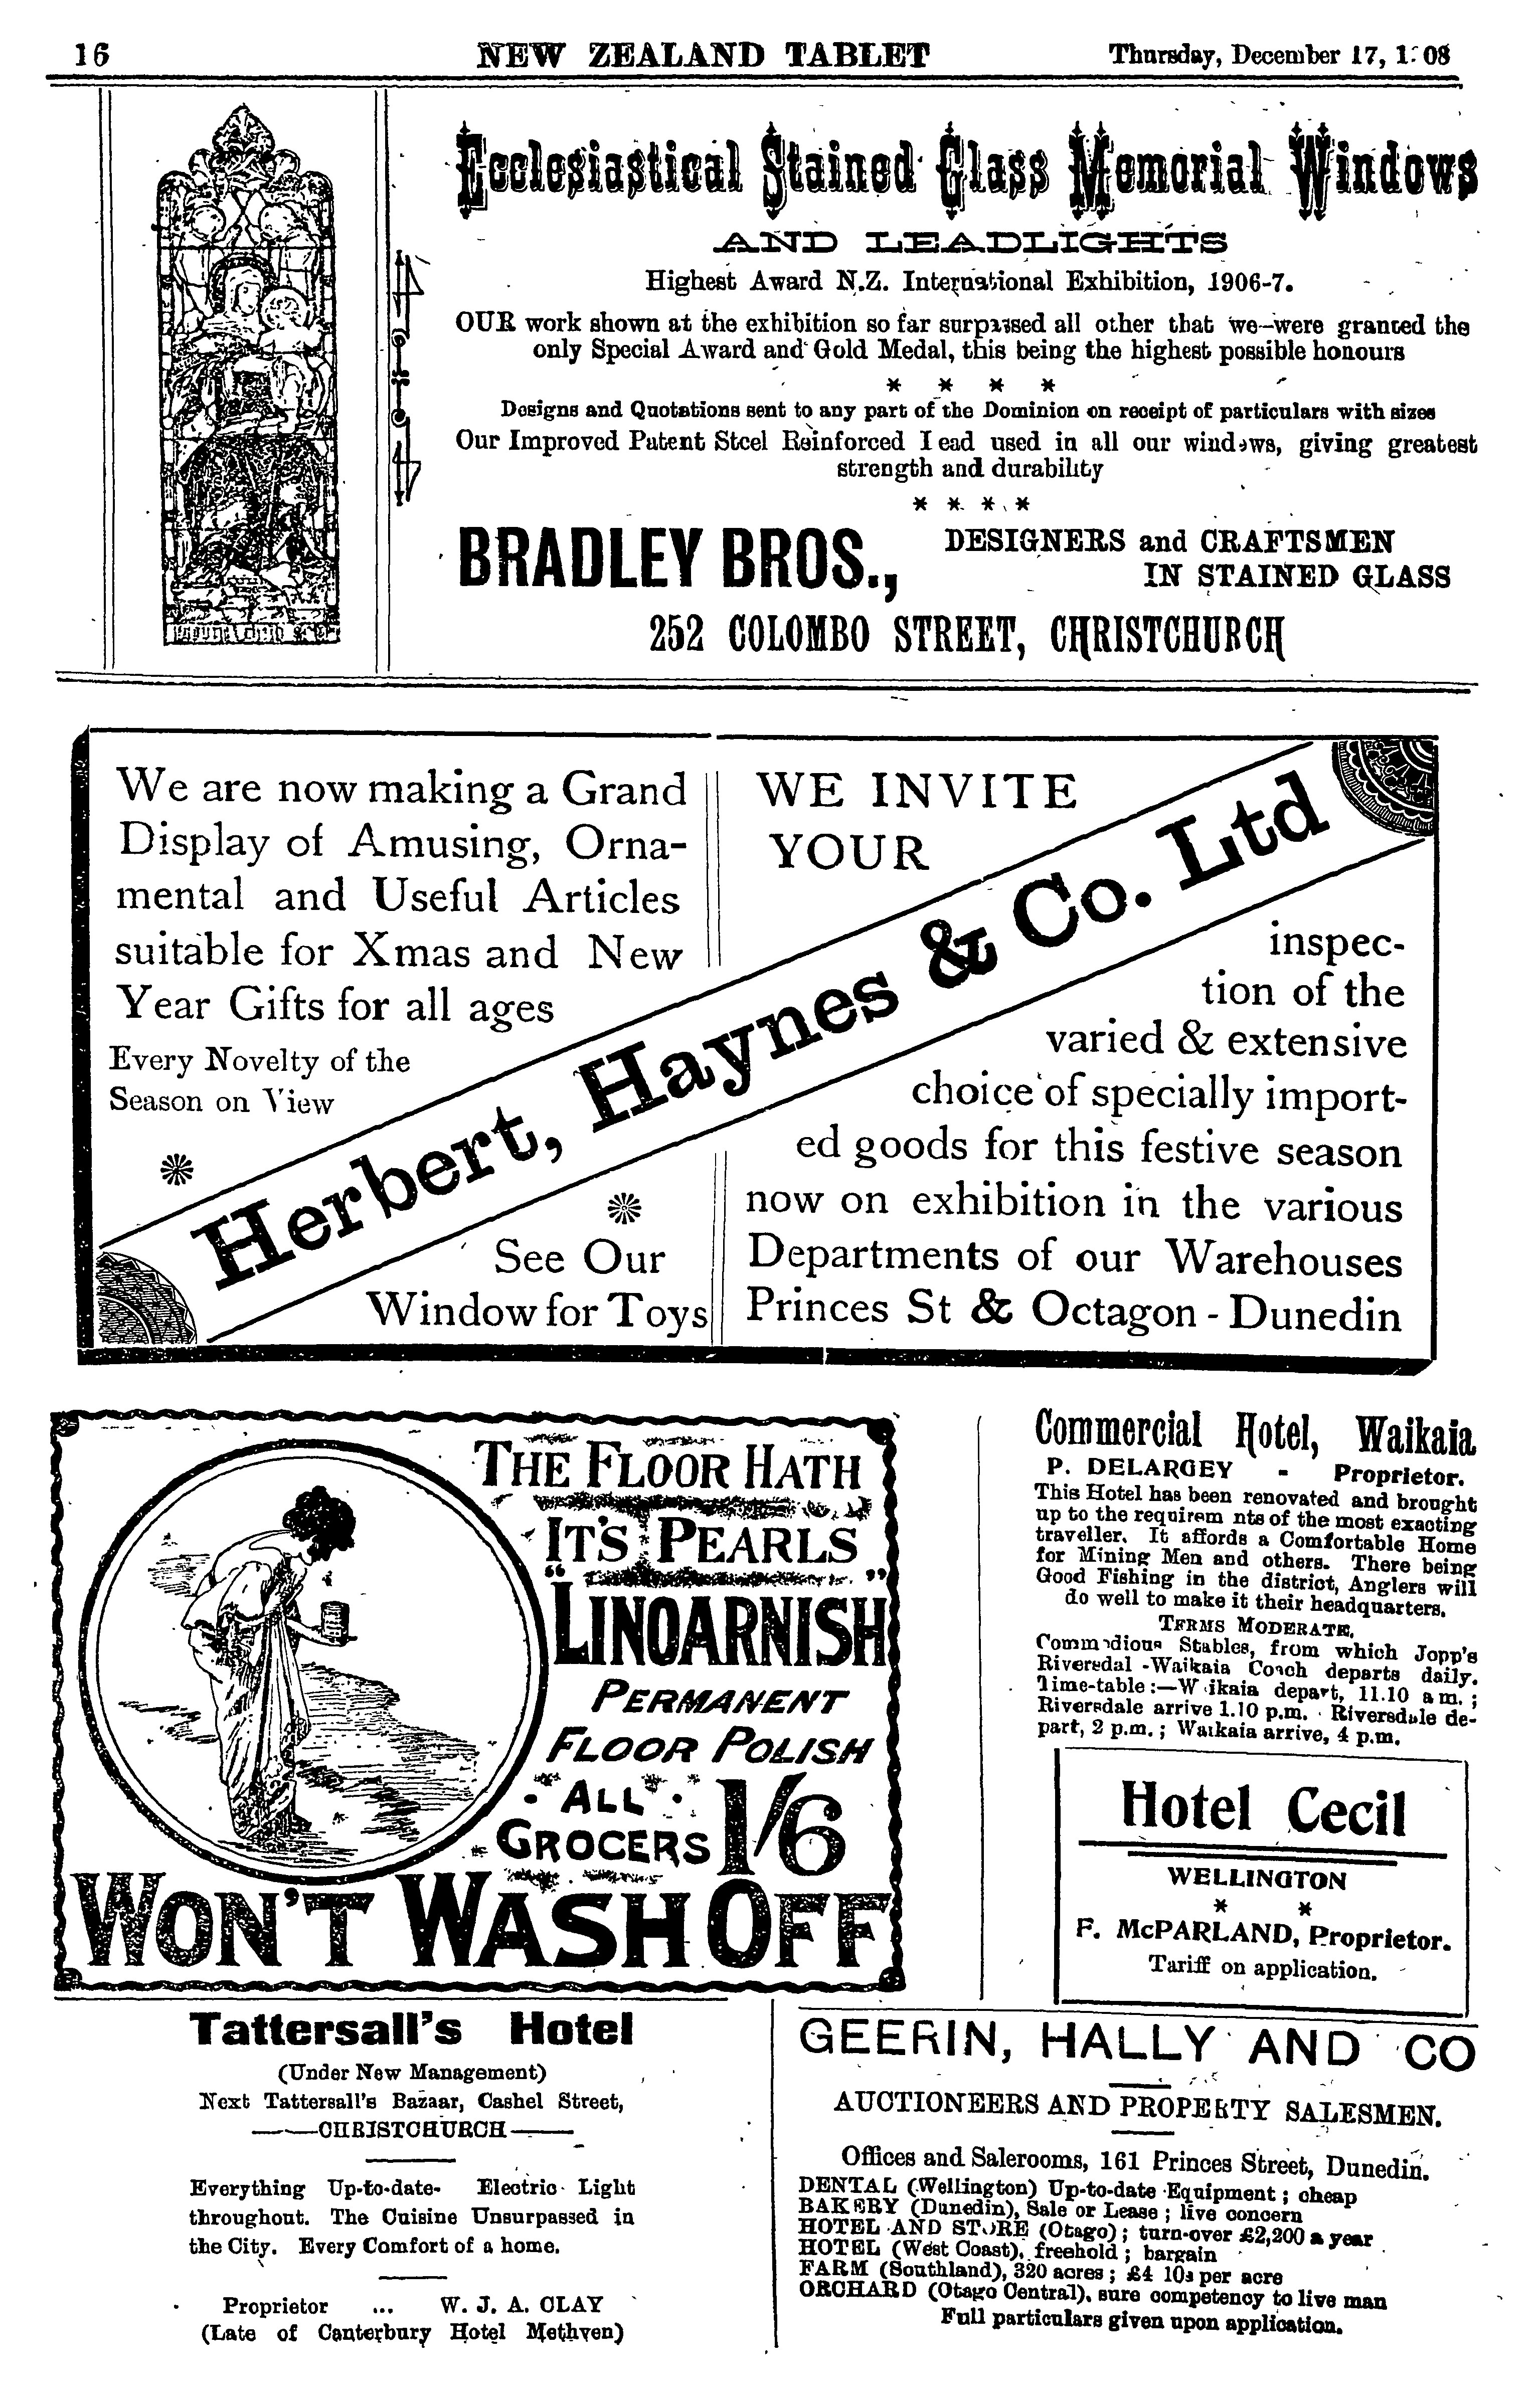 16
NEW ZEALAND TABLET
Thursday, December 17, 1908
Ecclesiastical Stained Glass Memorial Windows
AND LEADLIGHTS
Highest Award N.Z. International Exhibition, 1906-7.
OUR work shown at the exhibition so far surpassed all other that we were granted the
only Special Award and Gold Medal, this being the highest possible honours
* * * *
Designs and Quotations sent to any part of the Dominion on receipt of particulars with sizes
Our Improved Patent Steel Reinforced Lead used in all our windows, giving greatest
strength and durability
* * * *
BRADLEY BROS.,
DESIGNERS and CRAFTSMEN
IN STAINED GLASS
252 COLOMBO STREET, CHRISTCHURCH
We are now making a Grand
Display of Amusing, Orna-
mental and Useful Articles
suitable for Xmas and New
Year Gifts for all ages
Every Novelty of the
Season on View
Herbert, Haynes & Co. Ltd
See Our
Window for Toys
WE INVITE
YOUR
inspec-
tion of the
varied & extensive
choice of specially import-
ed goods for this festive season
now on exhibition in the various
Departments of our Warehouses
Princes St & Octagon - Dunedin
THE FLOOR HATH
IT'S PEARLS
"LINOARNISH"
PERMANENT
FLOOR POLISH
ALL
GROCERS 1/6
WON'T WASH OFF
Commercial Hotel, Waikaia
P. DELARGEY - Proprietor.
This Hotel has been renovated and brought
up to the requirem nts of the most exacting
traveller. It affords a Comfortable Home
for Mining Men and others. There being
Good Fishing in the district, Anglers will
do well to make it their headquarters.
TERMS MODERATE.
Commodious Stables, from which Jopp's
Riversdal -Waikaia Coach departs daily.
Time-table:—Waikaia depart, 11.10 a m. ;
Riversdale arrive 1.10 p.m. Riversdale de-
part, 2 p.m. ; Waikaia arrive, 4 p.m.
Hotel Cecil
WELLINGTON
* *
F. McPARLAND, Proprietor.
Tariff on application.
Tattersall's Hotel
(Under New Management)
Next Tattersall's Bazaar, Cashel Street,
——CHRISTCHURCH——
Everything Up-to-date- Electric Light
throughout. The Cuisine Unsurpassed in
the City. Every Comfort of a home.
Proprietor ... W. J. A. CLAY
(Late of Canterbury Hotel Methven)
GEERIN, HALLY AND CO
AUCTIONEERS AND PROPERTY SALESMEN.
Offices and Salerooms, 161 Princes Street, Dunedin.
DENTAL (Wellington) Up-to-date Equipment ; cheap
BAKERY (Dunedin), Sale or Lease ; live concern
HOTEL AND STORE (Otago) ; turn-over £2,200 a year
HOTEL (West Coast), freehold ; bargain
FARM (Southland), 320 acres ; £4 10s per acre
ORCHARD (Otago Central), sure competency to live man
Full particulars given upon application.